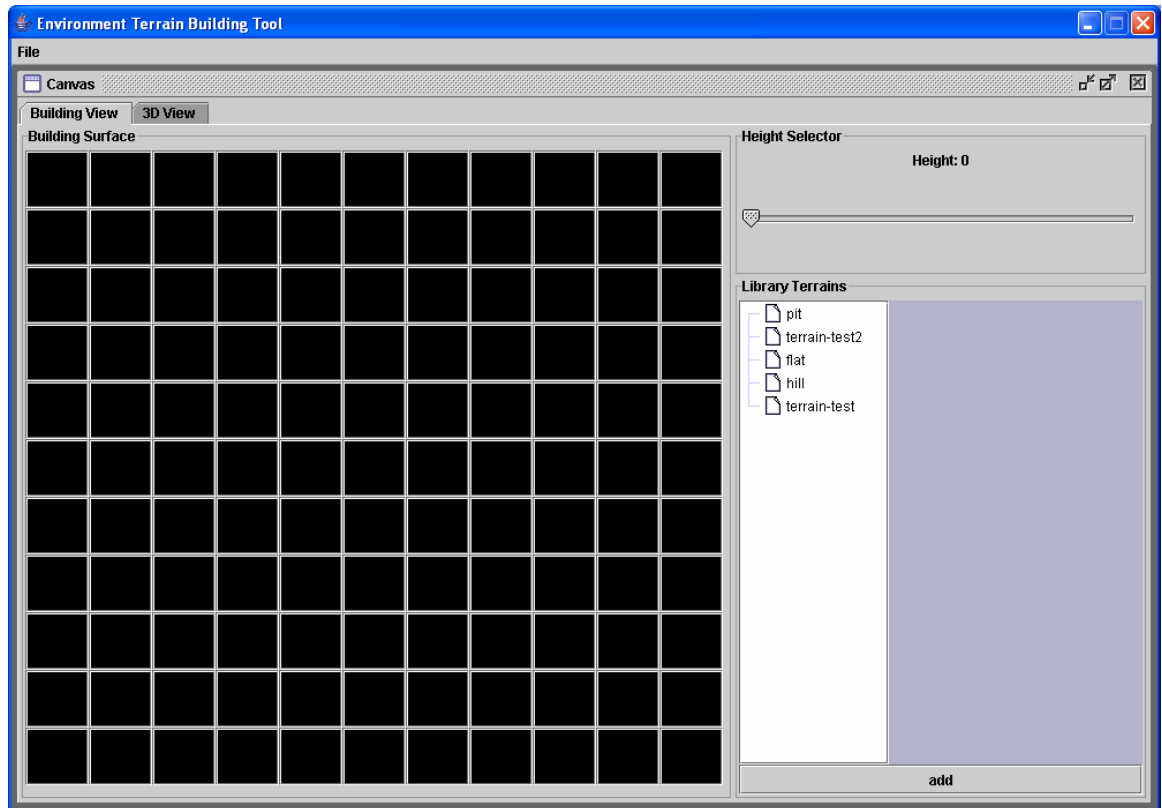 Environment Terrain Building Tool
File
Canvas
Building View 3D View
Building Surface
Height Selector
Height: 0
Library Terrains
pit
terrain-test2
flat
hill
terrain-test
add